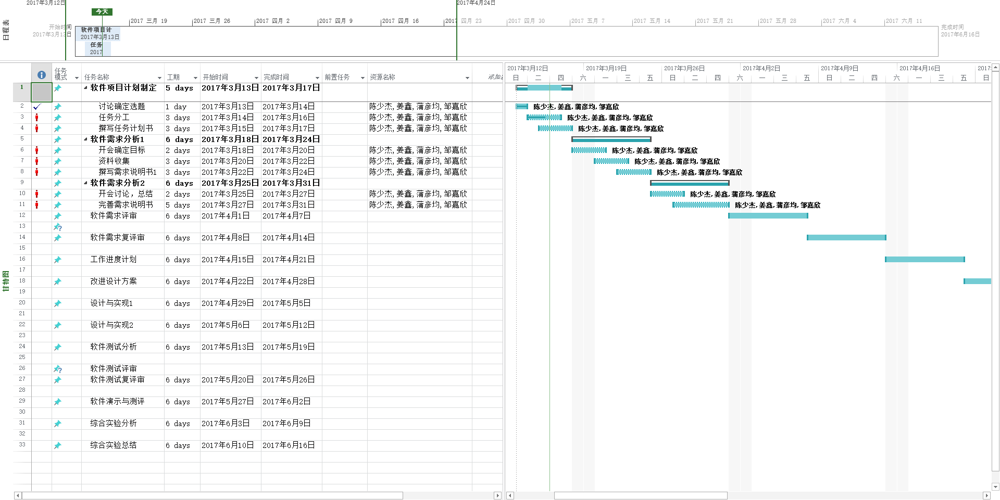 2017年3月12日
2017年4月24日
今天
2017 三月 19
2017 三月 26
2017 四月 2
2017 四月 9
2017 四月 16
2017 四月 23
2017 四月 30
2017 五月 7
2017 五月 14
2017 五月 21
2017 五月 28
2017 六月 4
2017 六月 11
日程表
开始时间
2017年3月13日
软件项目计
2017年3月13日
任务
2017
完成时间
2017年6月16日
任务模式 任务名称 工期 开始时间 完成时间 前置任务 资源名称
2017年3月12日 2017年3月19日 2017年3月26日 2017年4月2日 2017年4月9日 2017年4月16日 2017
日 二 四 六 一 三 五 日 二 四 六 一 三 五 日 二 四 六 一 三 五 日
甘特图
1 软件项目计划制定 5 days 2017年3月13日 2017年3月17日
2 讨论确定选题 1 day 2017年3月13日 2017年3月14日 陈少杰,姜鑫,蒲彦均,邹嘉欣 陈少杰,姜鑫,蒲彦均,邹嘉欣
3 任务分工 3 days 2017年3月14日 2017年3月16日 陈少杰,姜鑫,蒲彦均,邹嘉欣 陈少杰,姜鑫,蒲彦均,邹嘉欣
4 撰写任务计划书 3 days 2017年3月15日 2017年3月17日 陈少杰,姜鑫,蒲彦均,邹嘉欣 陈少杰,姜鑫,蒲彦均,邹嘉欣
5 软件需求分析1 6 days 2017年3月18日 2017年3月24日
6 开会确定目标 2 days 2017年3月18日 2017年3月20日 陈少杰,姜鑫,蒲彦均,邹嘉欣 陈少杰,姜鑫,蒲彦均,邹嘉欣
7 资料收集 3 days 2017年3月20日 2017年3月22日 陈少杰,姜鑫,蒲彦均,邹嘉欣 陈少杰,姜鑫,蒲彦均,邹嘉欣
8 撰写需求说明书1 3 days 2017年3月22日 2017年3月24日 陈少杰,姜鑫,蒲彦均,邹嘉欣 陈少杰,姜鑫,蒲彦均,邹嘉欣
9 软件需求分析2 6 days 2017年3月25日 2017年3月31日
10 开会讨论，总结 2 days 2017年3月25日 2017年3月27日 陈少杰,姜鑫,蒲彦均,邹嘉欣 陈少杰,姜鑫,蒲彦均,邹嘉欣
11 完善需求说明书 5 days 2017年3月27日 2017年3月31日 陈少杰,姜鑫,蒲彦均,邹嘉欣 陈少杰,姜鑫,蒲彦均,邹嘉欣
12 软件需求评审 6 days 2017年4月1日 2017年4月7日
13
14 软件需求复评审 6 days 2017年4月8日 2017年4月14日
15
16 工作进度计划 6 days 2017年4月15日 2017年4月21日
17
18 改进设计方案 6 days 2017年4月22日 2017年4月28日
19
20 设计与实现1 6 days 2017年4月29日 2017年5月5日
21
22 设计与实现2 6 days 2017年5月6日 2017年5月12日
23
24 软件测试分析 6 days 2017年5月13日 2017年5月19日
25
26 软件测试评审
27 软件测试复评审 6 days 2017年5月20日 2017年5月26日
28
29 软件演示与测评 6 days 2017年5月27日 2017年6月2日
30
31 综合实验分析 6 days 2017年6月3日 2017年6月9日
32
33 综合实验总结 6 days 2017年6月10日 2017年6月16日